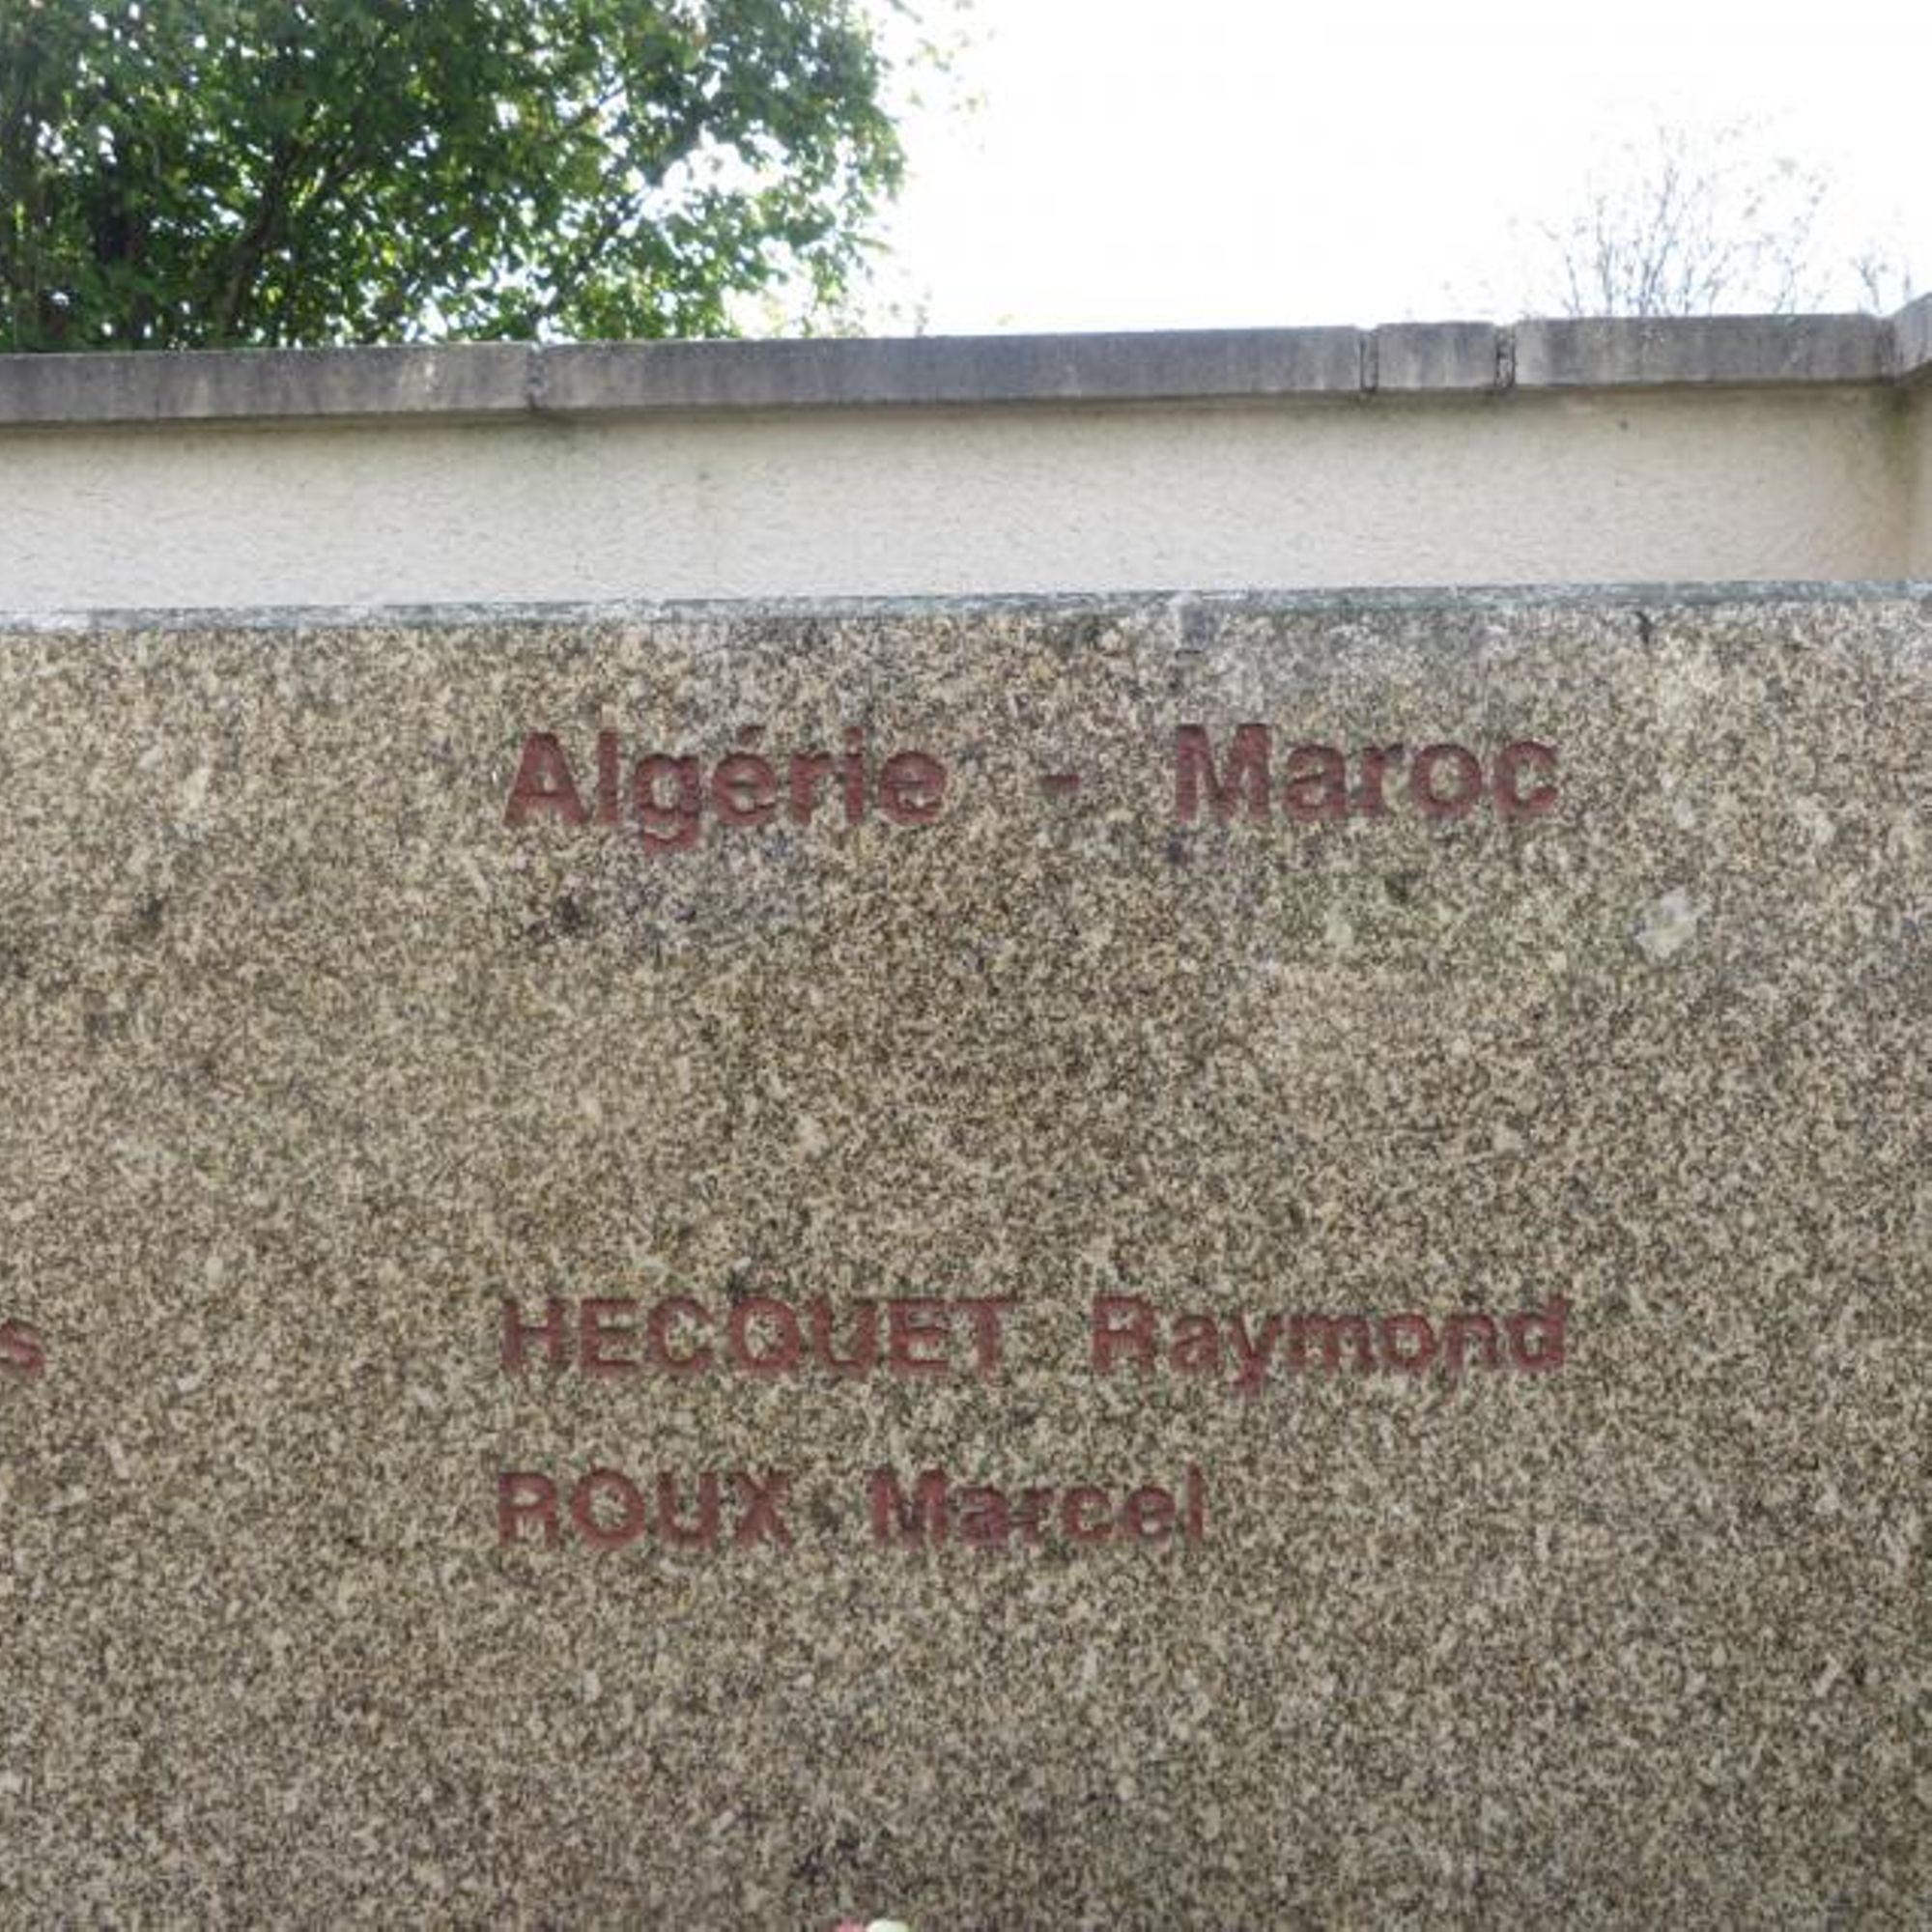 Algérie - Maroc
HECQUET Raymond
ROUX Marcel